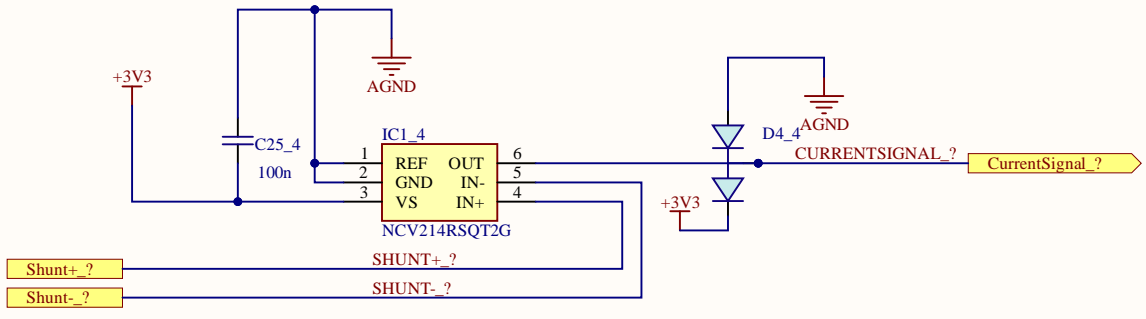 +3V3
AGND
C25_4
100n
IC1_4
1 REF OUT 6
2 GND IN- 5
3 VS IN+ 4
NCV214RSQT2G
D4_4
AGND
CURRENTSIGNAL_?
CurrentSignal_?
+3V3
Shunt+_?
SHUNT+_?
Shunt-_?
SHUNT-_?